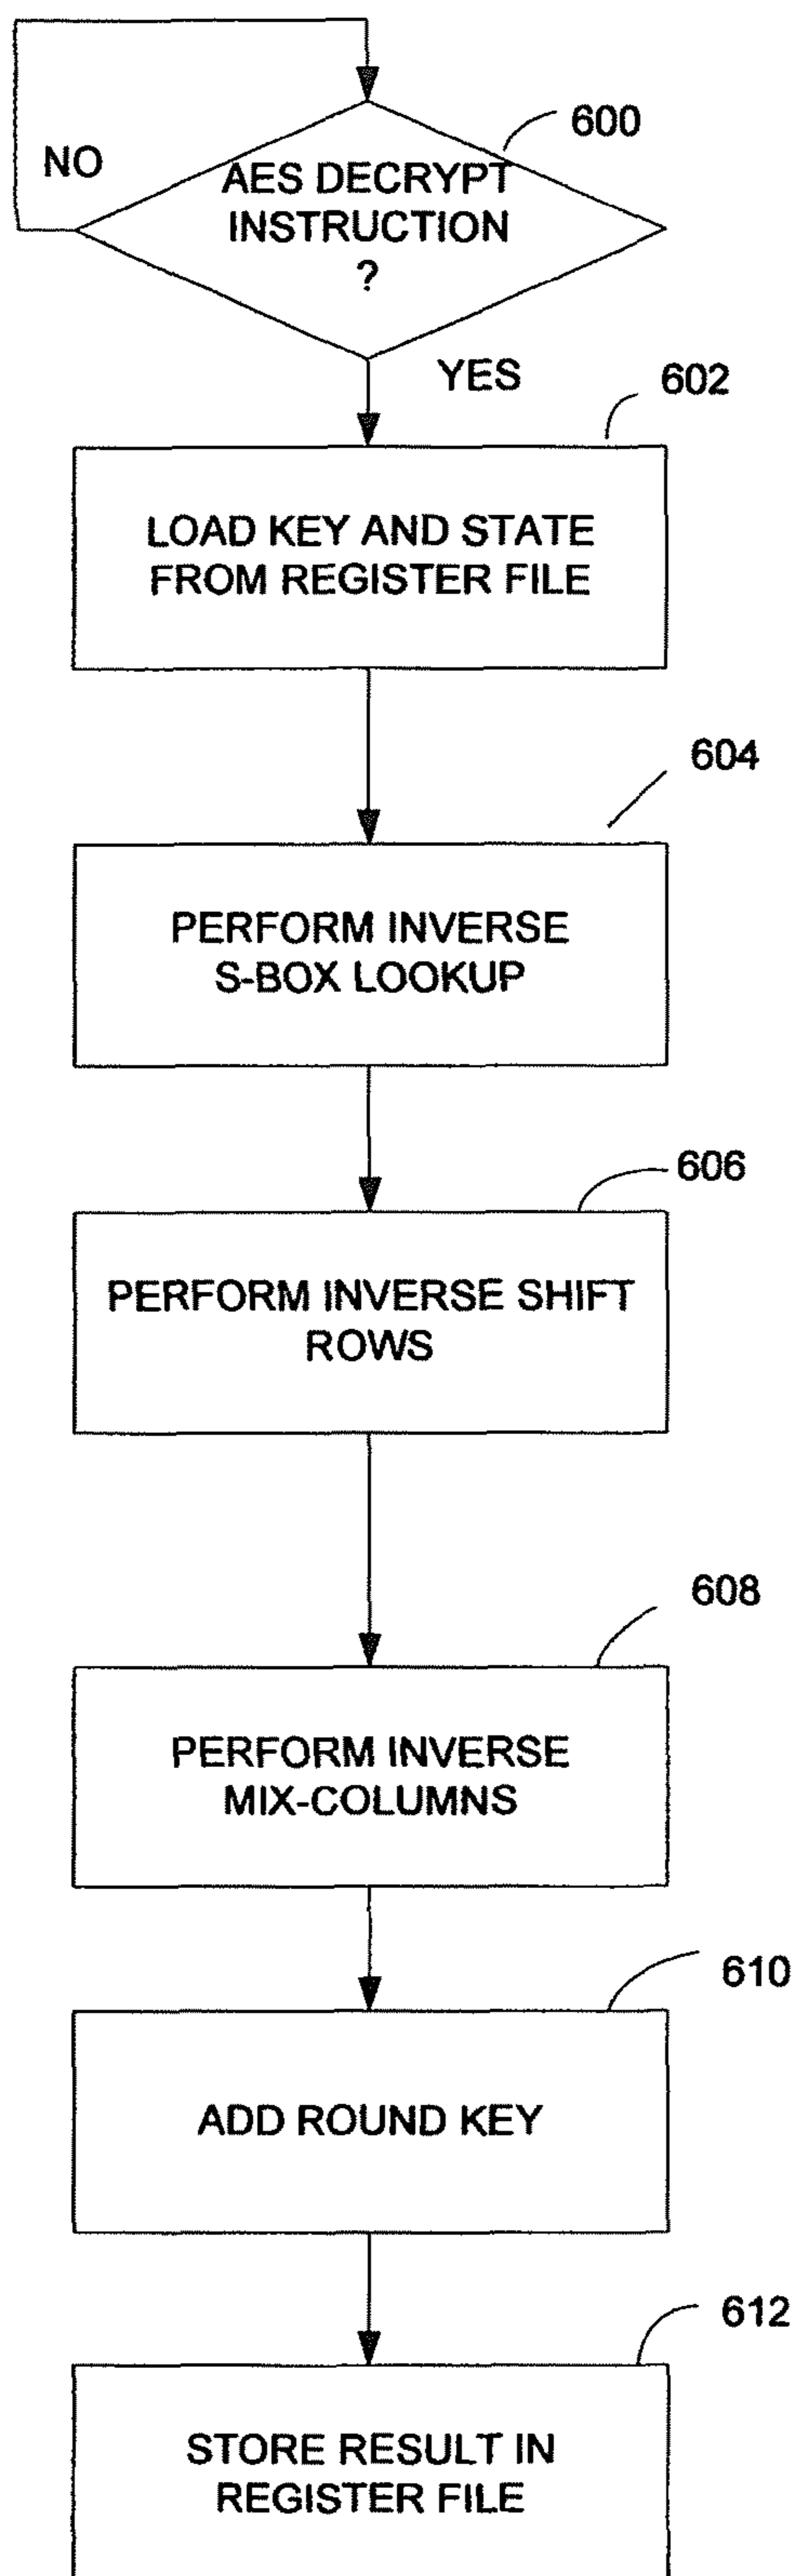 600
NO
AES DECRYPT
INSTRUCTION
?
YES
602
LOAD KEY AND STATE
FROM REGISTER FILE
604
PERFORM INVERSE
S-BOX LOOKUP
606
PERFORM INVERSE SHIFT
ROWS
608
PERFORM INVERSE
MIX-COLUMNS
610
ADD ROUND KEY
612
STORE RESULT IN
REGISTER FILE